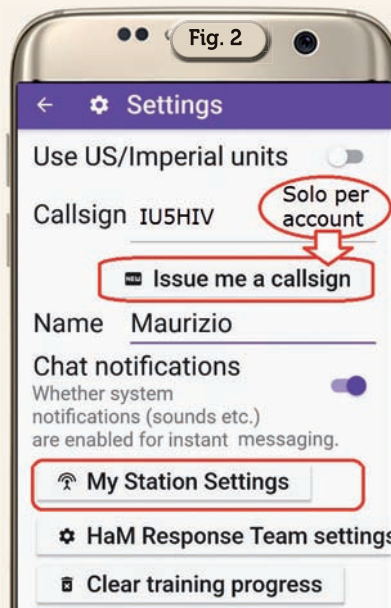 Fig. 2
Settings
Use US/Imperial units
Solo per
account
Callsign IU5HIV
NEW Issue me a callsign
Name Maurizio
Chat notifications
Whether system
notifications (sounds etc.)
are enabled for instant messaging.
My Station Settings
HaM Response Team settings
Clear training progress